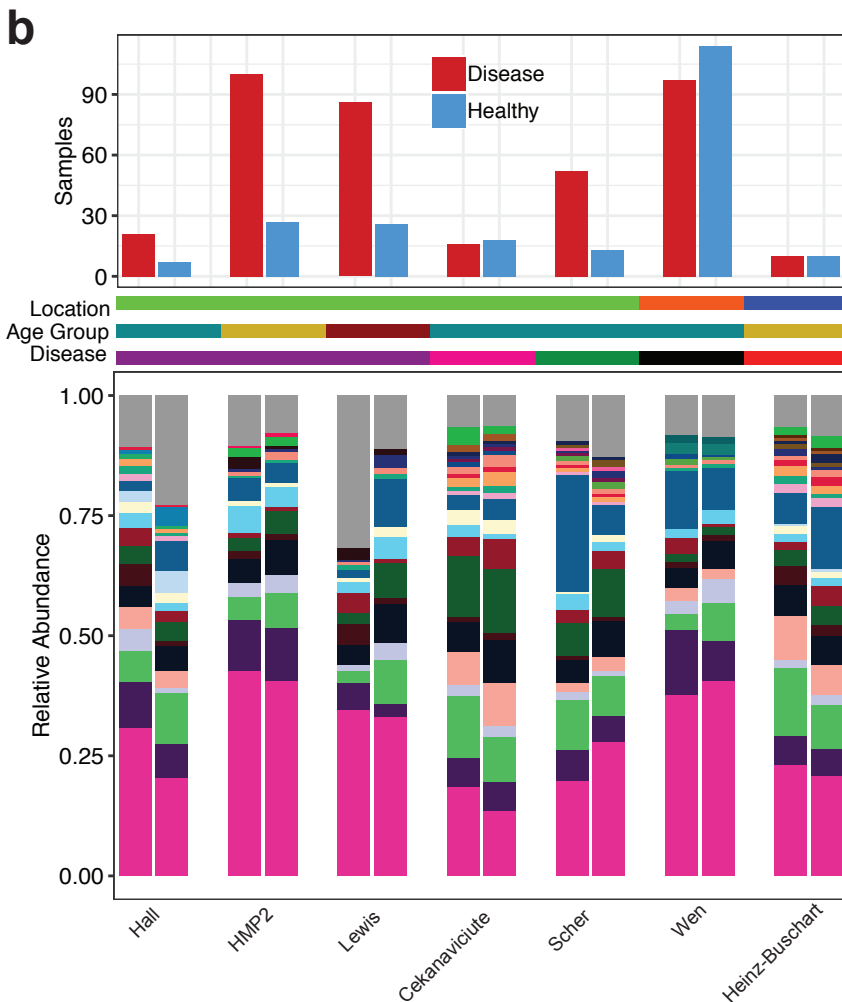 b
Disease
Healthy
Samples
90
60
30
0
Location
Age Group
Disease
Relative Abundance
1.00
0.75
0.50
0.25
0.00
Hall
HMP2
Lewis
Cekanaviciute
Scher
Wen
Heinz-Buschart